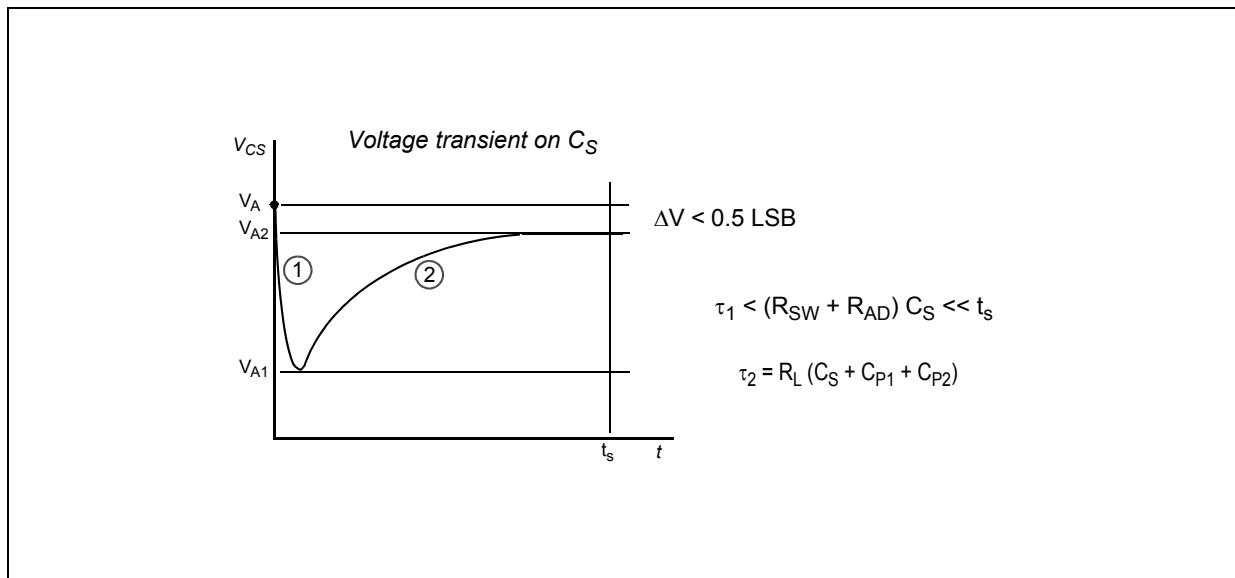 Voltage transient on CS
VCS
VA
VA2
ΔV < 0.5 LSB
1
2
τ1 < (RSW + RAD) CS << ts
VA1
τ2 = RL (CS + CP1 + CP2)
ts
t